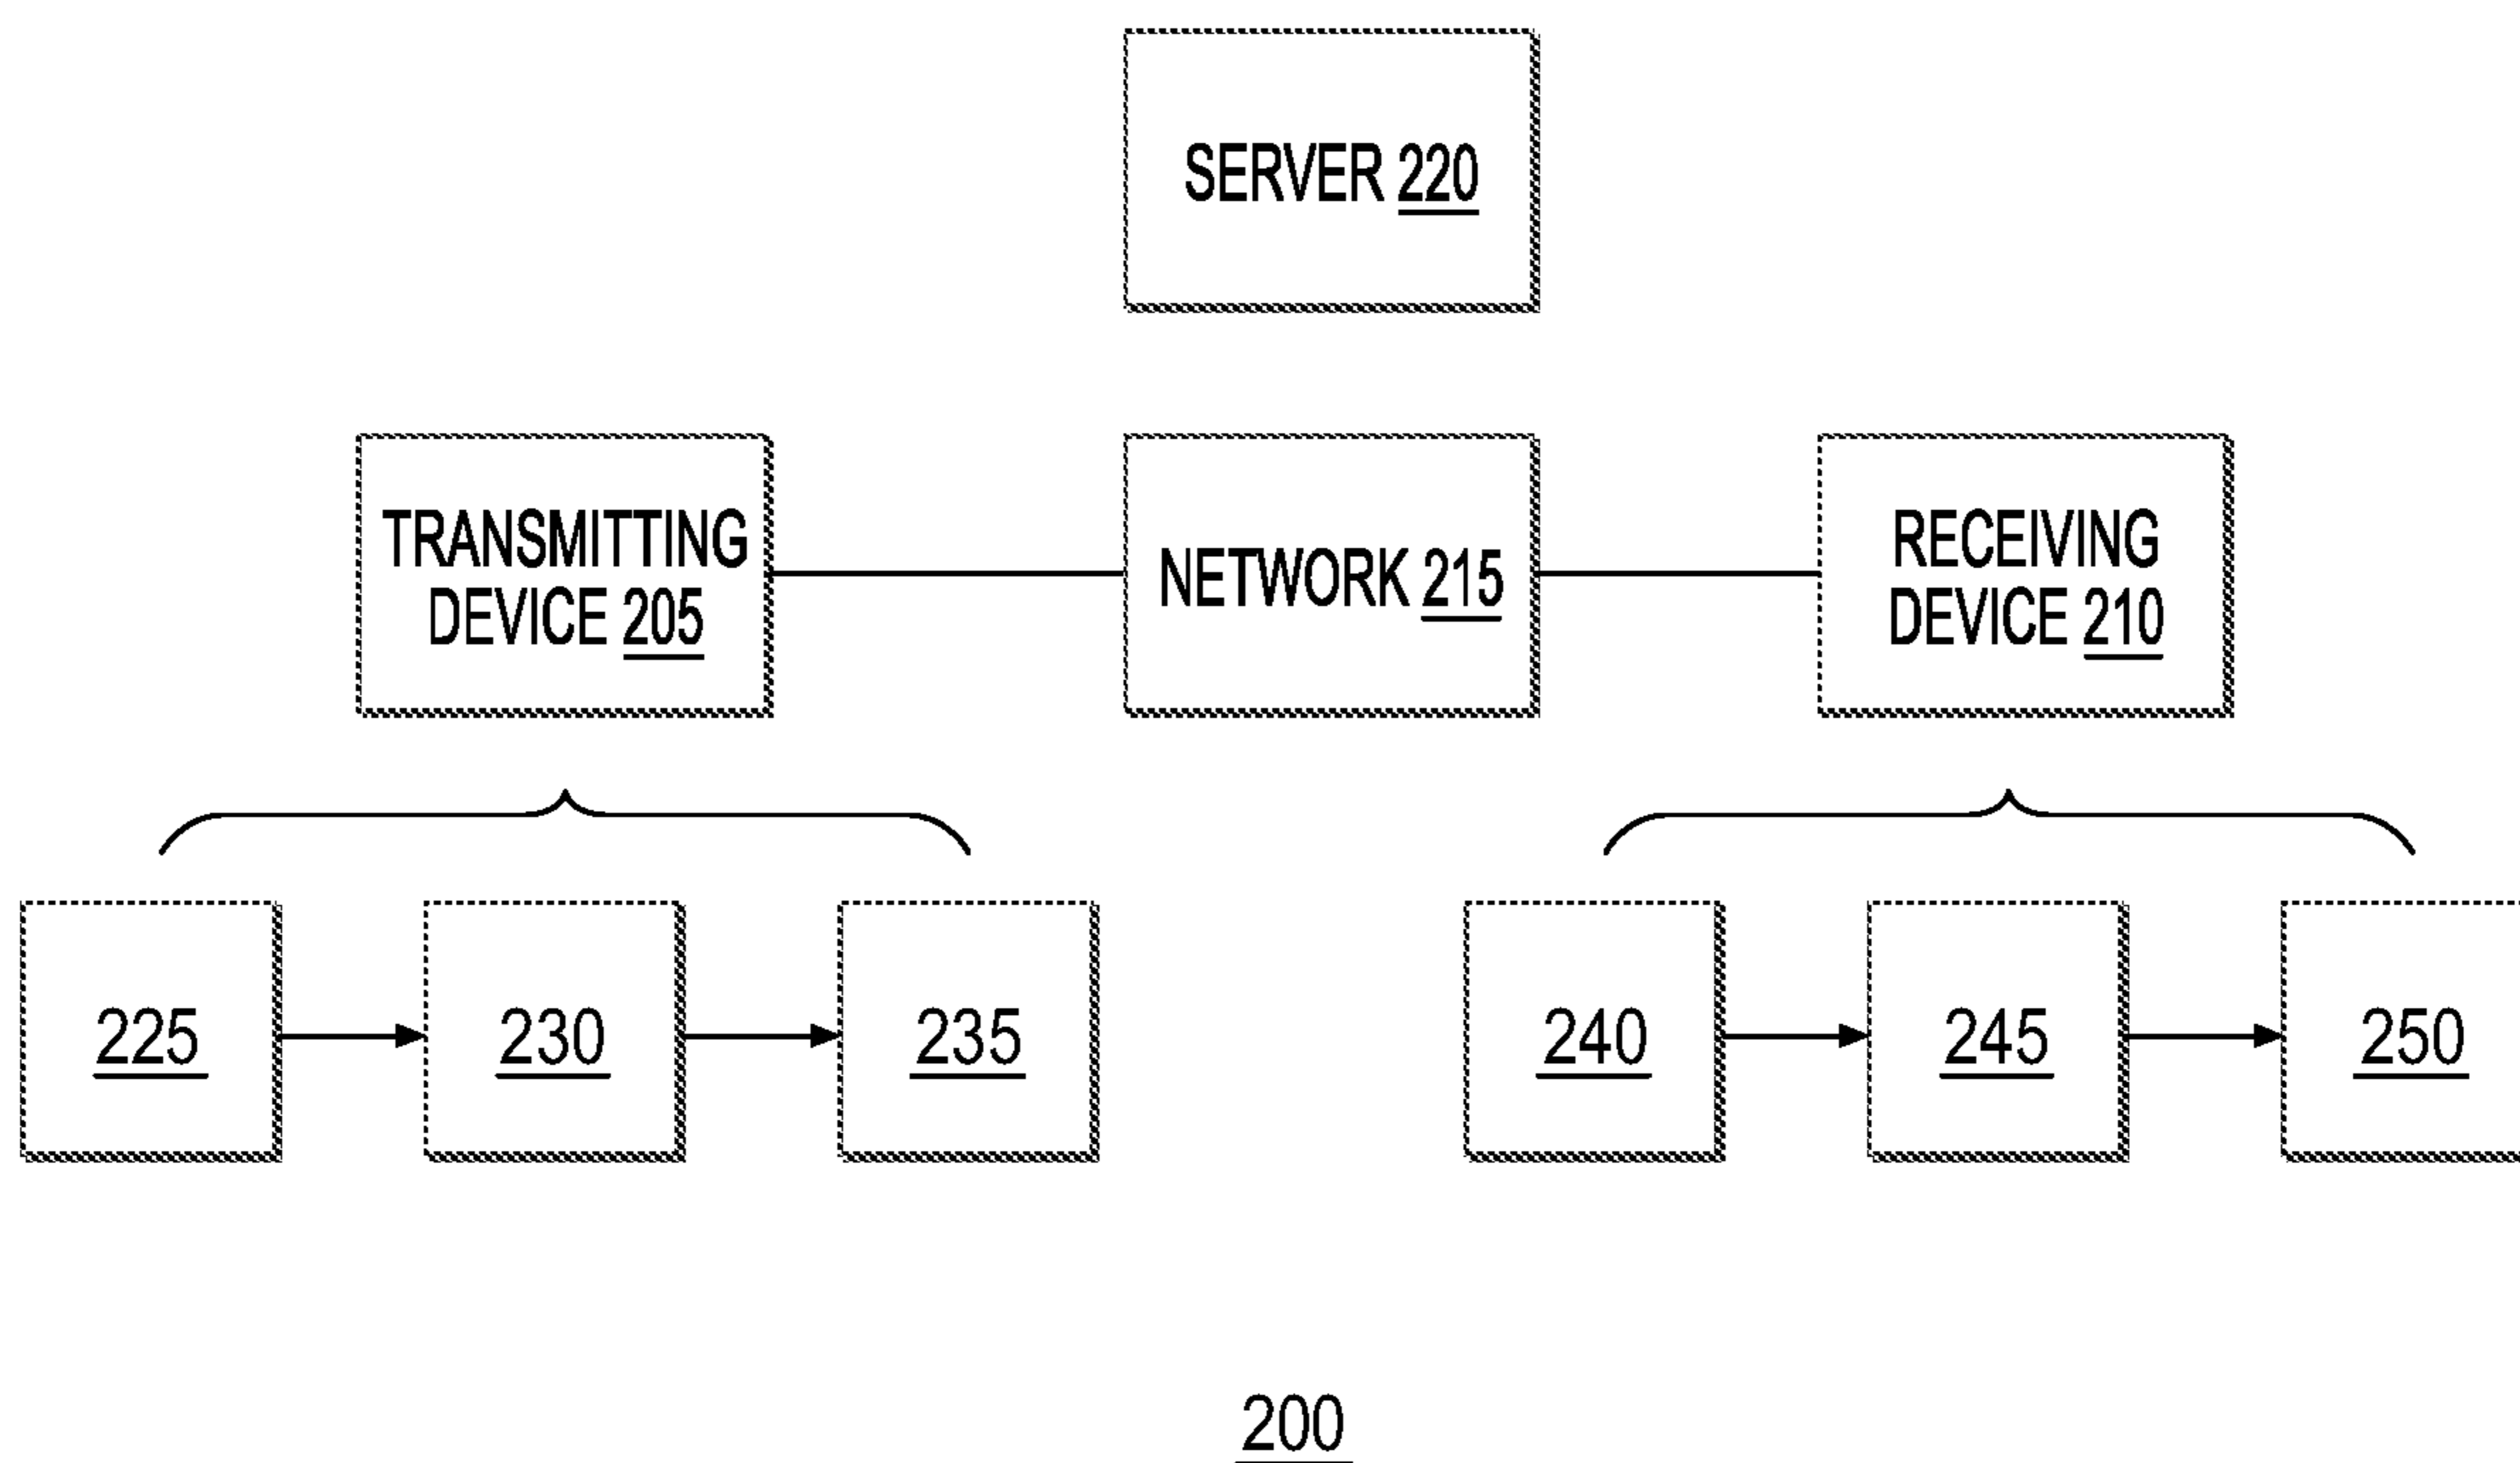 SERVER 220
TRANSMITTING
DEVICE 205
NETWORK 215
RECEIVING
DEVICE 210
225
230
235
240
245
250
200